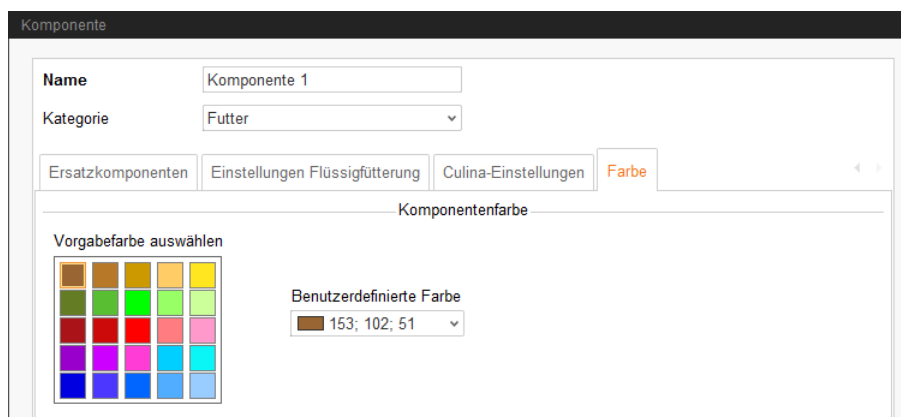 Komponente
Name Komponente 1
Kategorie Futter
Ersatzkomponenten Einstellungen Flüssigfütterung Culina-Einstellungen Farbe
Komponentenfarbe
Vorgabefarbe auswählen
Benutzerdefinierte Farbe
153; 102; 51